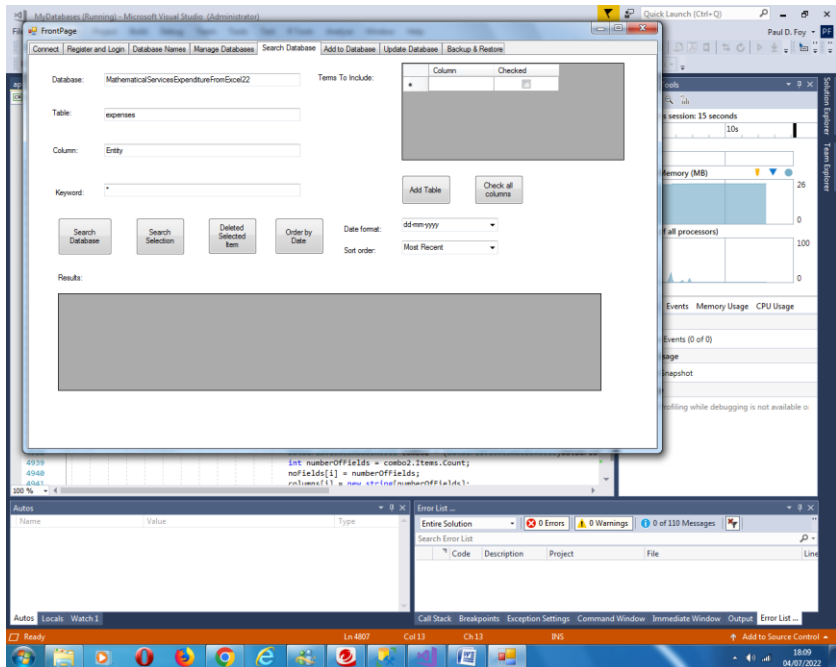 MyDatabases (Running) - Microsoft Visual Studio (Administrator)
Quick Launch (Ctrl+Q)
Paul D. Foy
PF
FrontPage
Connect Register and Login Database Names Manage Databases Search Database Add to Database Update Database Backup & Restore
Database: MathematicalServicesExpenditureFromExcel22
Terms To Include:
Column Checked
Table: expenses
Column: Entity
Keyword: *
Add Table
Check all columns
Search Database
Search Selection
Deleted Selected Item
Order by Date
Date format: dd-mm-yyyy
Sort order: Most Recent
Results:
ools
s session: 15 seconds
10s
Memory (MB)
26
0
f all processors)
100
0
Events Memory Usage CPU Usage
Events (0 of 0)
sage
Snapshot
rofiling while debugging is not available o
Solution Explorer
Team Explorer
4939 int numberOfFields = combo2.Items.Count;
4940 noFields[i] = numberOfFields;
4941 columns[i] = new string[numberOfFields];
100 %
Autos
Name Value Type
Error List ...
Entire Solution 0 Errors 0 Warnings 0 of 110 Messages
Search Error List
Code Description Project File Line
Autos Locals Watch 1
Call Stack Breakpoints Exception Settings Command Window Immediate Window Output Error List ...
Ready Ln 4807 Col 13 Ch 13 INS Add to Source Control
18:09
04/07/2022